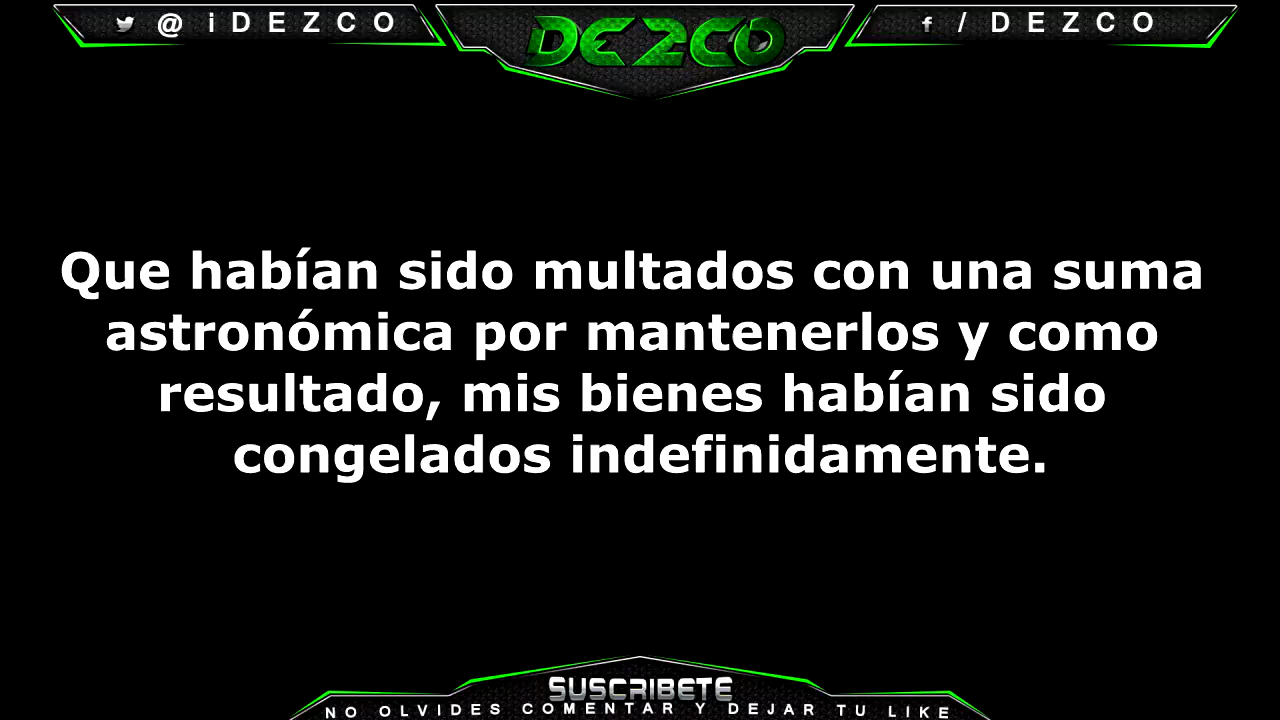 @iDEZCO
DEZCO
/DEZCO
Que habían sido multados con una suma
astronómica por mantenerlos y como
resultado, mis bienes habían sido
congelados indefinidamente.
SUSCRIBETE
NO OLVIDES COMENTAR Y DEJAR TU LIKE